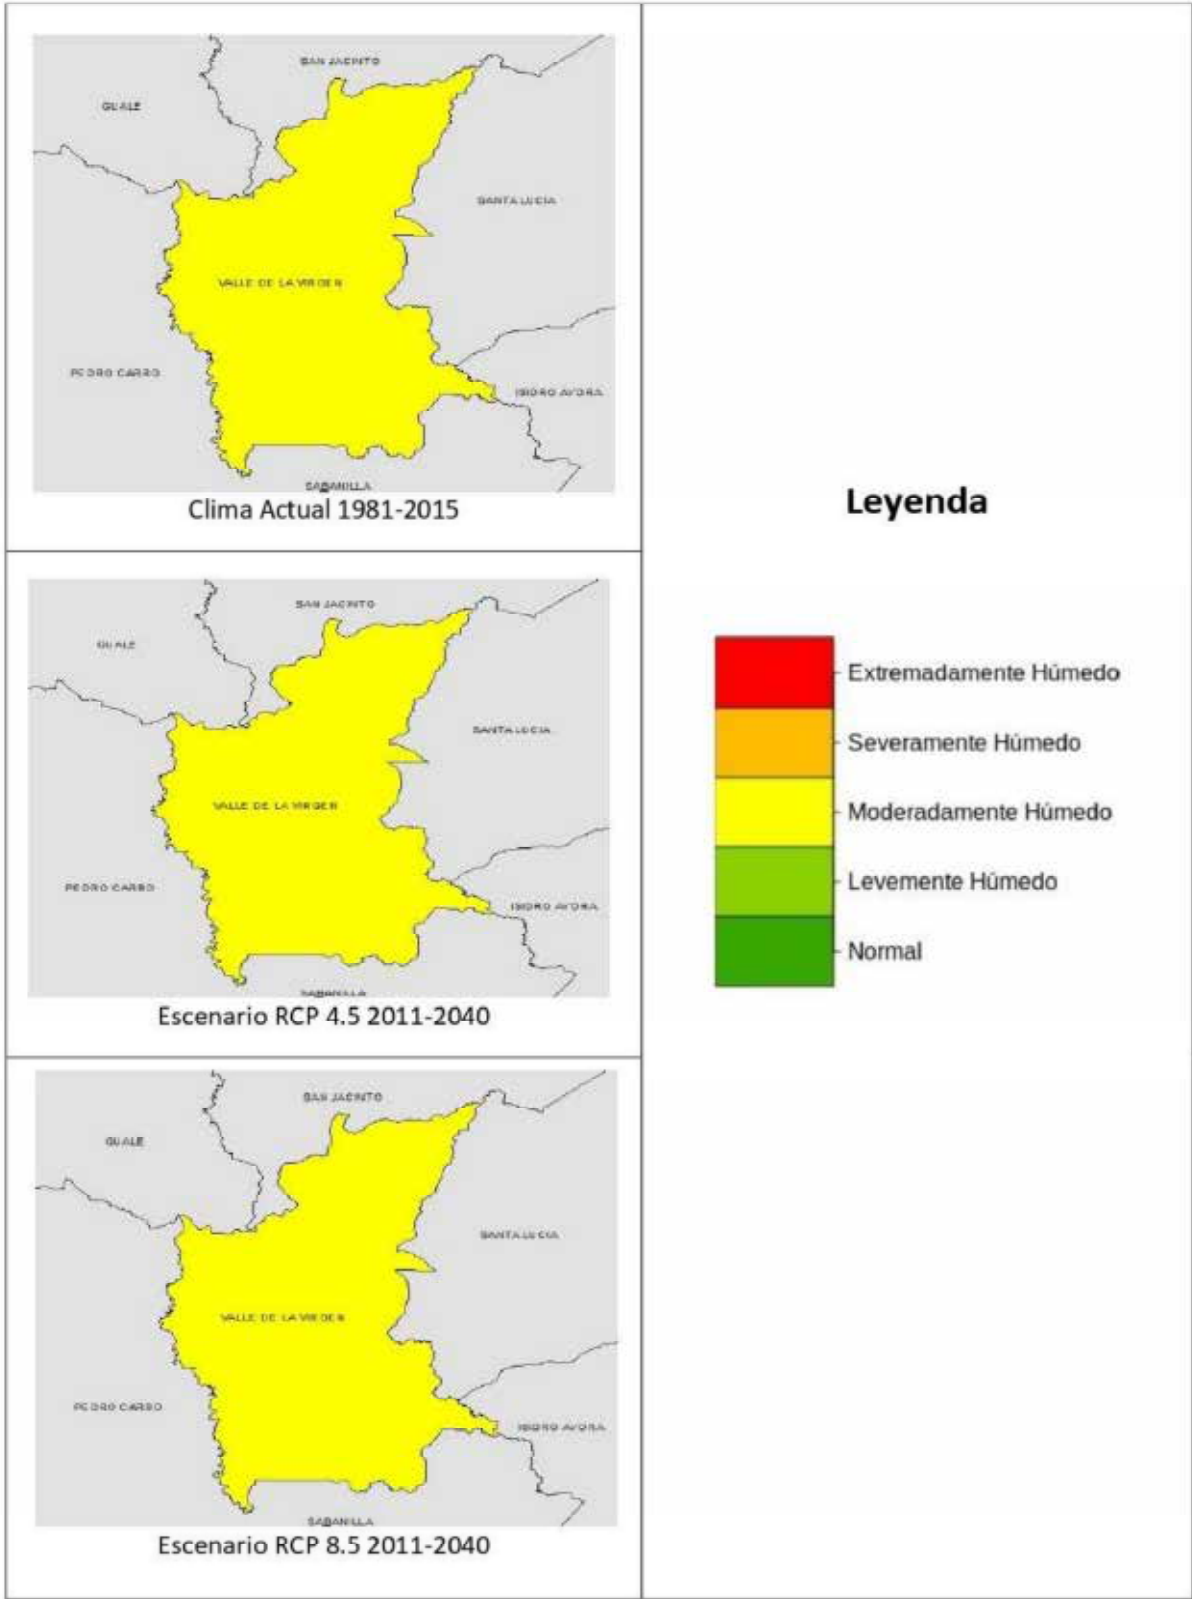 SAN JACINTO
GUALE
SANTA LUCIA
VALLE DE LA VIRGEN
PEDRO CARBO
ISIDRO AYORA
SABANILLA
Clima Actual 1981-2015
SAN JACINTO
GUALE
SANTA LUCIA
VALLE DE LA VIRGEN
PEDRO CARBO
ISIDRO AYORA
SABANILLA
Escenario RCP 4.5 2011-2040
SAN JACINTO
GUALE
SANTA LUCIA
VALLE DE LA VIRGEN
PEDRO CARBO
ISIDRO AYORA
SABANILLA
Escenario RCP 8.5 2011-2040
Leyenda
Extremadamente Húmedo
Severamente Húmedo
Moderadamente Húmedo
Levemente Húmedo
Normal